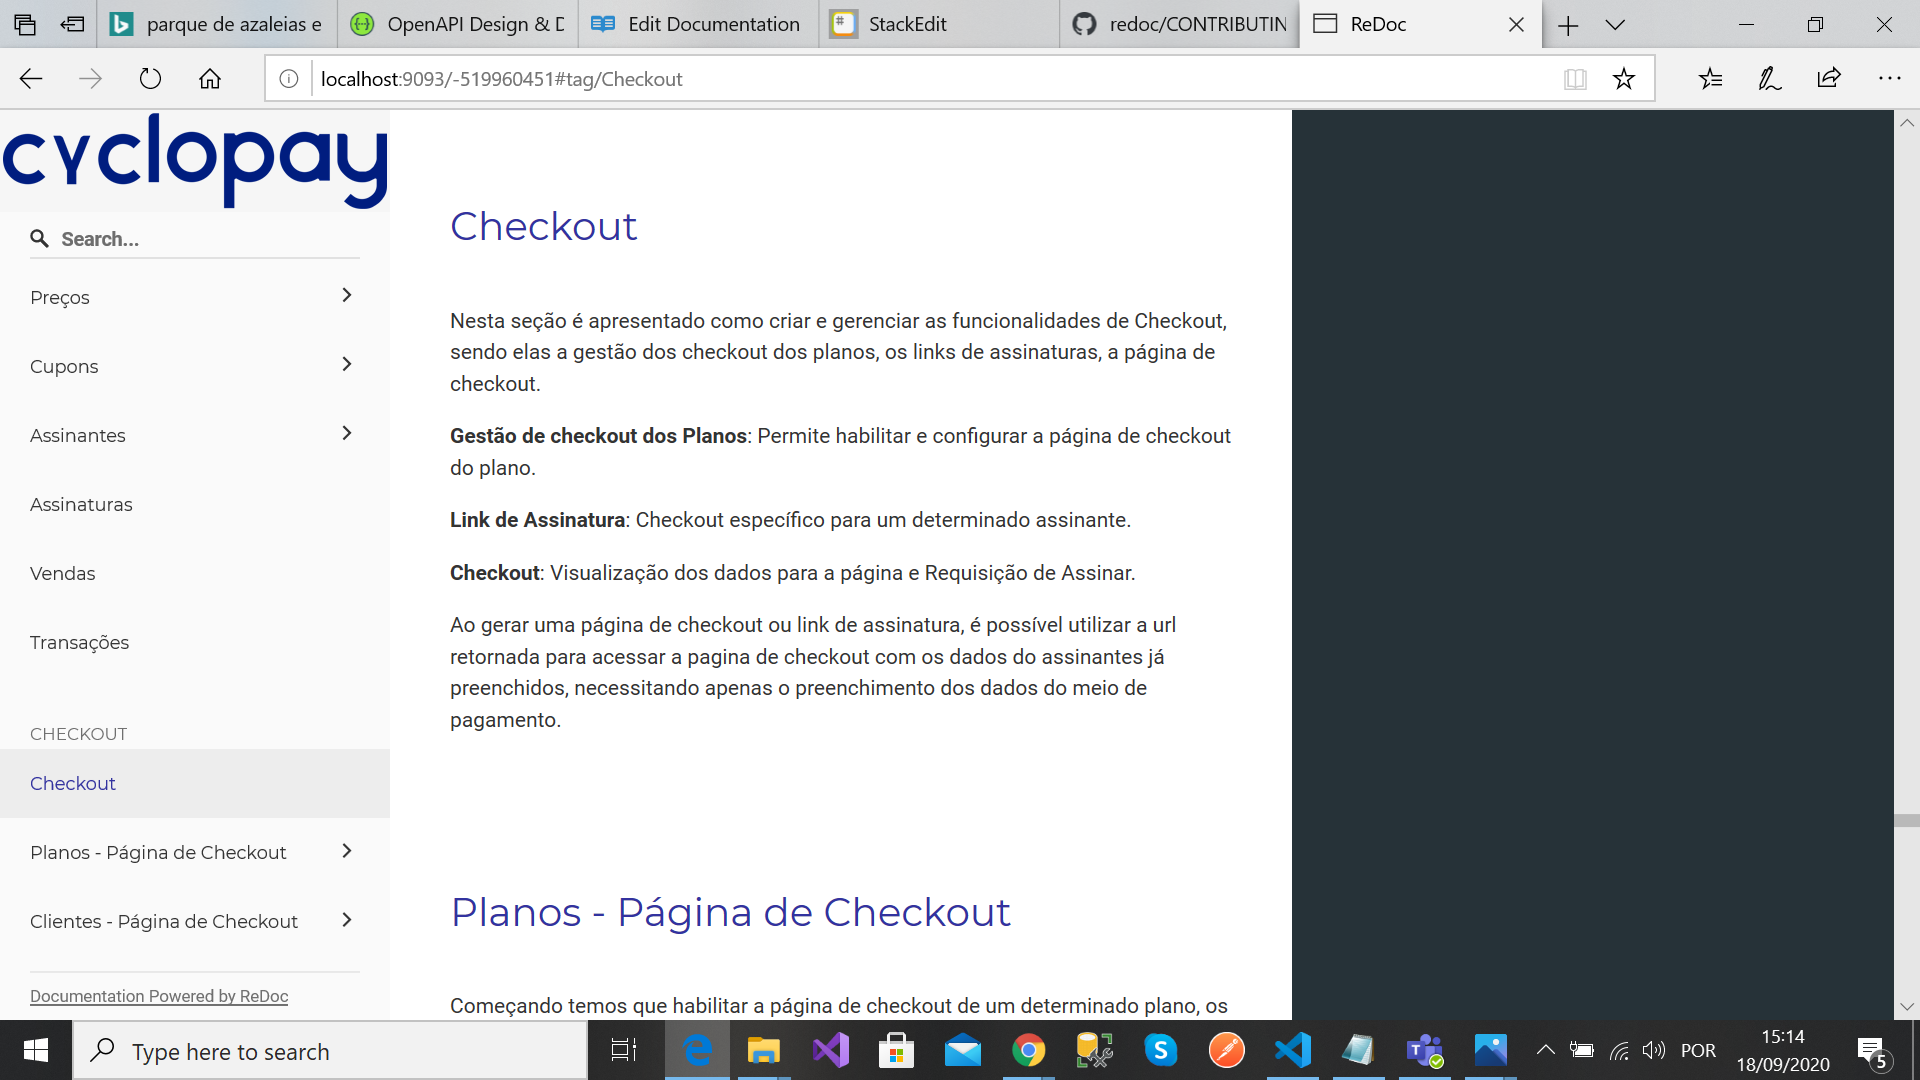 parque de azaleias e
OpenAPI Design & D
Edit Documentation
StackEdit
redoc/CONTRIBUTIN
ReDoc
localhost:9093/-519960451#tag/Checkout
cyclopay
Search...
Preços
Cupons
Assinantes
Assinaturas
Vendas
Transações
CHECKOUT
Checkout
Planos - Página de Checkout
Clientes - Página de Checkout
Documentation Powered by ReDoc
Checkout
Nesta seção é apresentado como criar e gerenciar as funcionalidades de Checkout,
sendo elas a gestão dos checkout dos planos, os links de assinaturas, a página de
checkout.
Gestão de checkout dos Planos: Permite habilitar e configurar a página de checkout
do plano.
Link de Assinatura: Checkout específico para um determinado assinante.
Checkout: Visualização dos dados para a página e Requisição de Assinar.
Ao gerar uma página de checkout ou link de assinatura, é possível utilizar a url
retornada para acessar a pagina de checkout com os dados do assinantes já
preenchidos, necessitando apenas o preenchimento dos dados do meio de
pagamento.
Planos - Página de Checkout
Começando temos que habilitar a página de checkout de um determinado plano, os
Type here to search
POR
15:14
18/09/2020
5